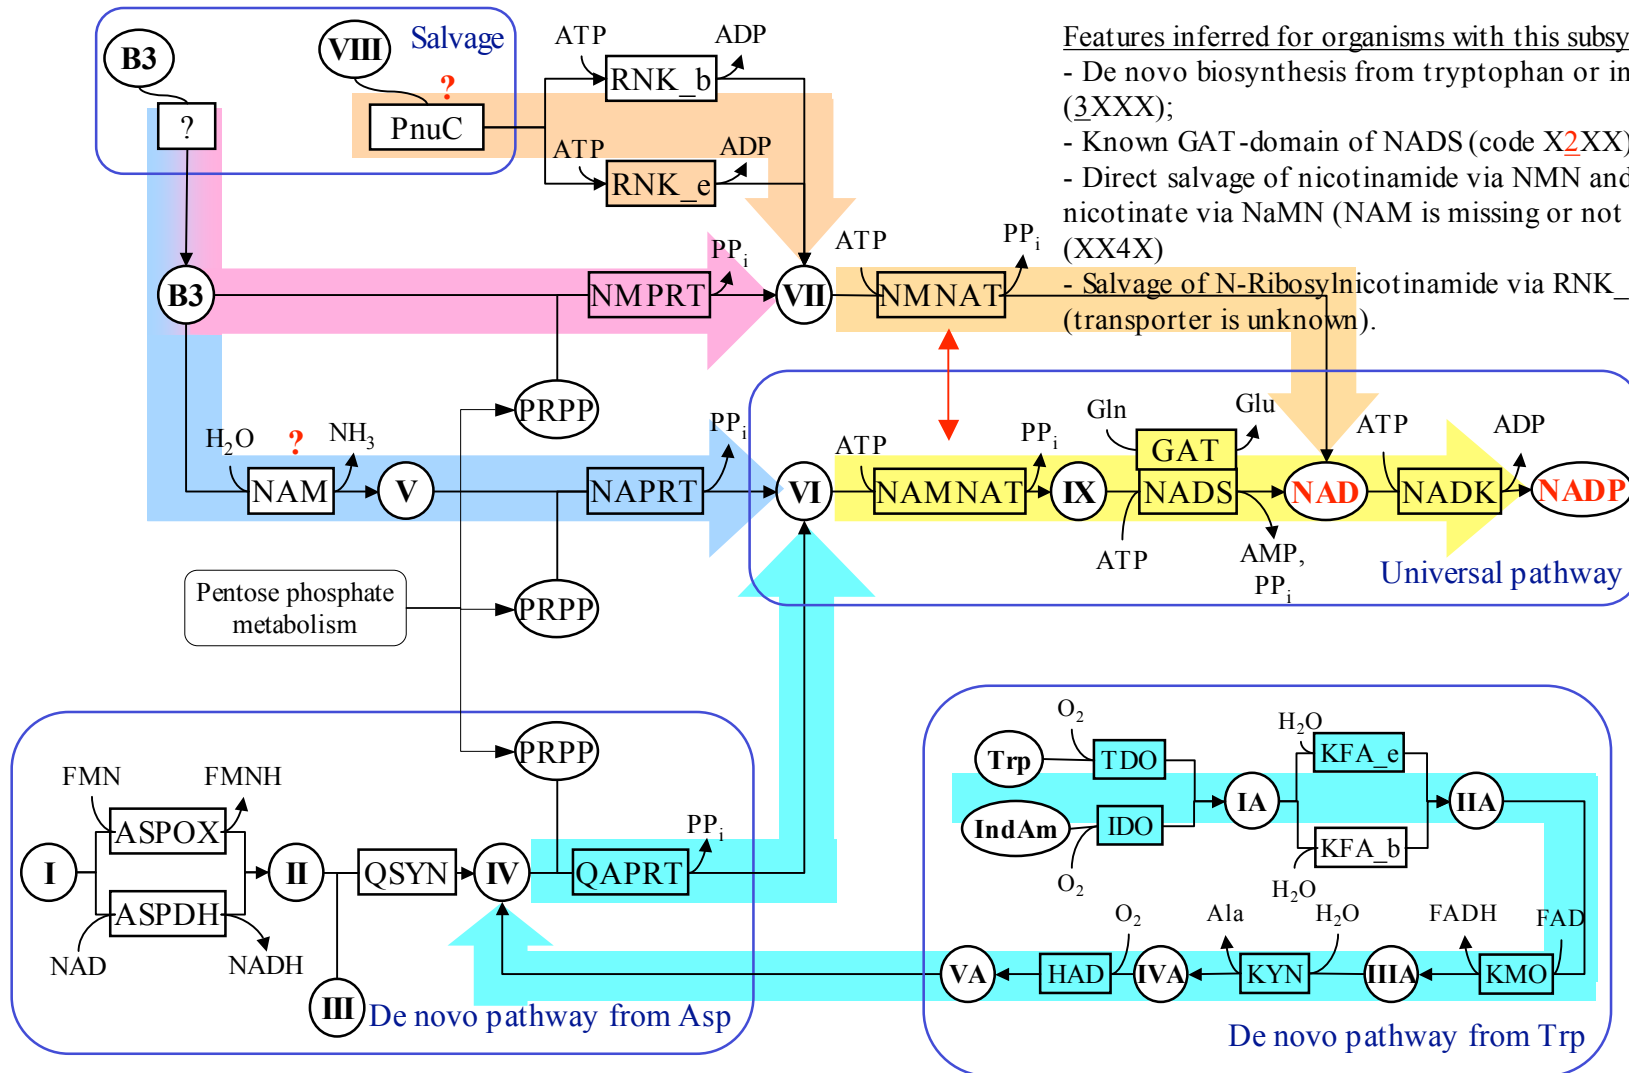 B3
VIII
Salvage
?
?
PnuC
ATP
ADP
RNK_b
ATP
ADP
RNK_e
Features inferred for organisms with this subsy
- De novo biosynthesis from tryptophan or in
(3XXX);
- Known GAT-domain of NADS (code X2XX)
- Direct salvage of nicotinamide via NMN and
nicotinate via NaMN (NAM is missing or not
(XX4X)
- Salvage of N-Ribosylnicotinamide via RNK_
(transporter is unknown).
B3
NMPRT
PPi
VII
ATP
NMNAT
PPi
PRPP
H2O
?
NH3
NAM
V
NAPRT
PPi
VI
ATP
NAMNAT
PPi
IX
Gln
Glu
GAT
NADS
ATP
AMP,
PPi
NAD
ATP
ADP
NADK
NADP
Universal pathway
Pentose phosphate
metabolism
PRPP
PRPP
FMN
FMNH
ASPOX
I
ASPDH
NAD
NADH
II
III
QSYN
IV
QAPRT
PPi
De novo pathway from Asp
Trp
O2
TDO
IndAm
O2
IDO
IA
H2O
KFA_e
KFA_b
H2O
IIA
VA
HAD
O2
IVA
Ala
KYN
H2O
IIIA
FADH
KMO
FAD
De novo pathway from Trp